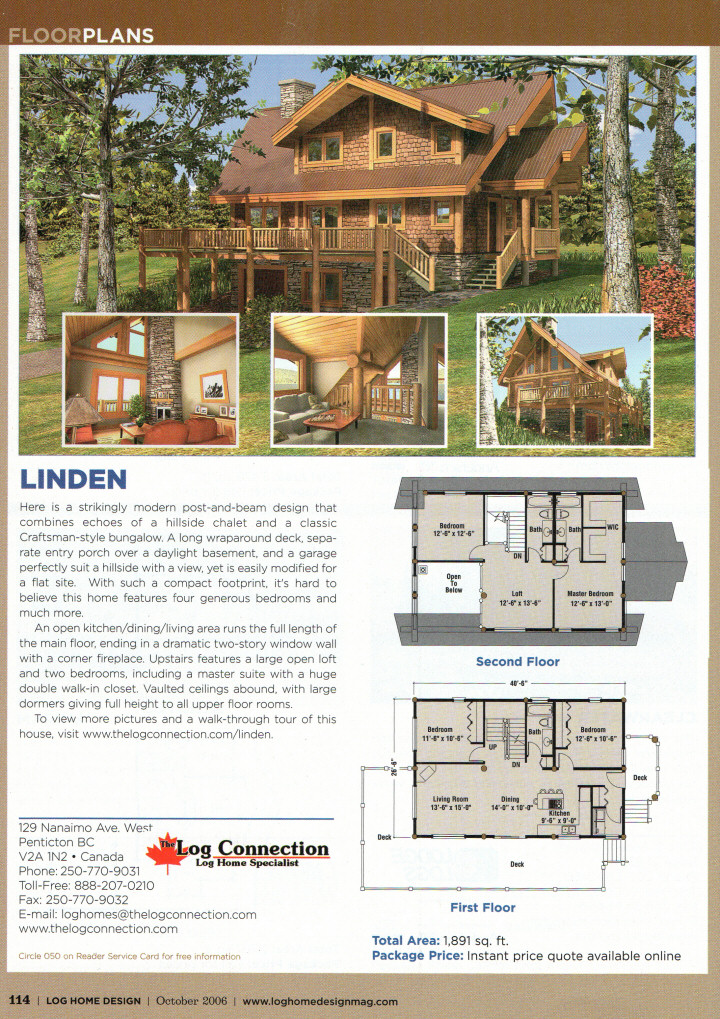 FLOORPLANS
LINDEN
Here is a strikingly modern post-and-beam design that
combines echoes of a hillside chalet and a classic
Craftsman-style bungalow. A long wraparound deck, sepa-
rate entry porch over a daylight basement, and a garage
perfectly suit a hillside with a view, yet is easily modified for
a flat site. With such a compact footprint, it's hard to
believe this home features four generous bedrooms and
much more.
An open kitchen/dining/living area runs the full length of
the main floor, ending in a dramatic two-story window wall
with a corner fireplace. Upstairs features a large open loft
and two bedrooms, including a master suite with a huge
double walk-in closet. Vaulted ceilings abound, with large
dormers giving full height to all upper floor rooms.
To view more pictures and a walk-through tour of this
house, visit www.thelogconnection.com/linden.
129 Nanaimo Ave. West
Penticton BC
V2A 1N2 • Canada
Phone: 250-770-9031
Toll-Free: 888-207-0210
Fax: 250-770-9032
E-mail: loghomes@thelogconnection.com
www.thelogconnection.com
The Log Connection
Log Home Specialist
Circle 050 on Reader Service Card for free information
Bedroom
12'-6" x 12'-6"
Bath
Bath
WIC
DN
Open
To
Below
Loft
12'-6" x 13'-6"
Master Bedroom
12'-6" x 13'-0"
Second Floor
40'-6"
26'-6"
Bedroom
11'-6" x 10'-6"
UP
Bath
DN
Bedroom
12'-6" x 10'-6"
Deck
Living Room
13'-6" x 15'-0"
Dining
14'-0" x 10'-0"
Kitchen
9'-6" x 9'-0"
Deck
Deck
First Floor
Total Area: 1,891 sq. ft.
Package Price: Instant price quote available online
114 | LOG HOME DESIGN | October 2006 | www.loghomedesignmag.com